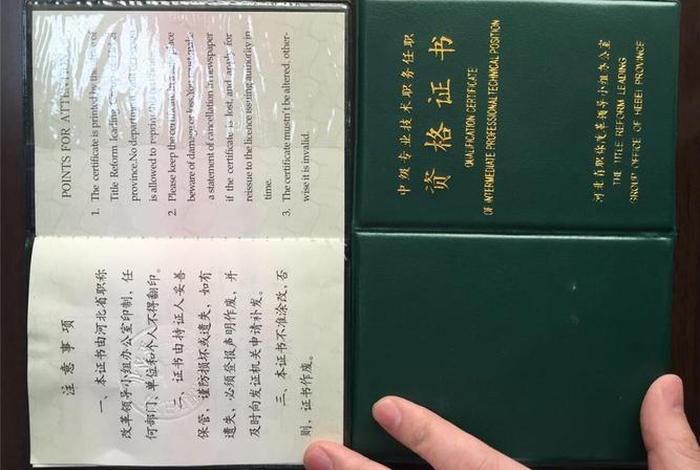 注意事项
一、本证书由河北省职称
改革领导小组办公室印制，任
何部门、单位和个人不得翻印。
二、证书由持证人妥善
保管，谨防损坏或遗失，如有
遗失，必须登报声明作废，并
及时向发证机关申请补发。
三、本证书不准涂改，否
则，证书作废。
POINTS FOR
1. The certificate is printed by the
Title Reform leading
province.No
is allowed to reprint
2. Please keep the certificate place
beware of damage or loss.You
a statement of cancellation in newspaper
if the certificate is lost, and apply for
reissue to the licence issuing authority in
time.
3. The certificate mustn't be altered, other-
wise it is invalid.
中级专业技术职务任职
资格证书
QUALIFICATION CERTIFICATE
OF INTERMEDIATE PROFESSIONAL TECHNICAL POSITION
河北省职称改革领导小组办公室
THE TITLE REFORM LEADING
GROUP OFFICE OF HEBEI PROVINCE